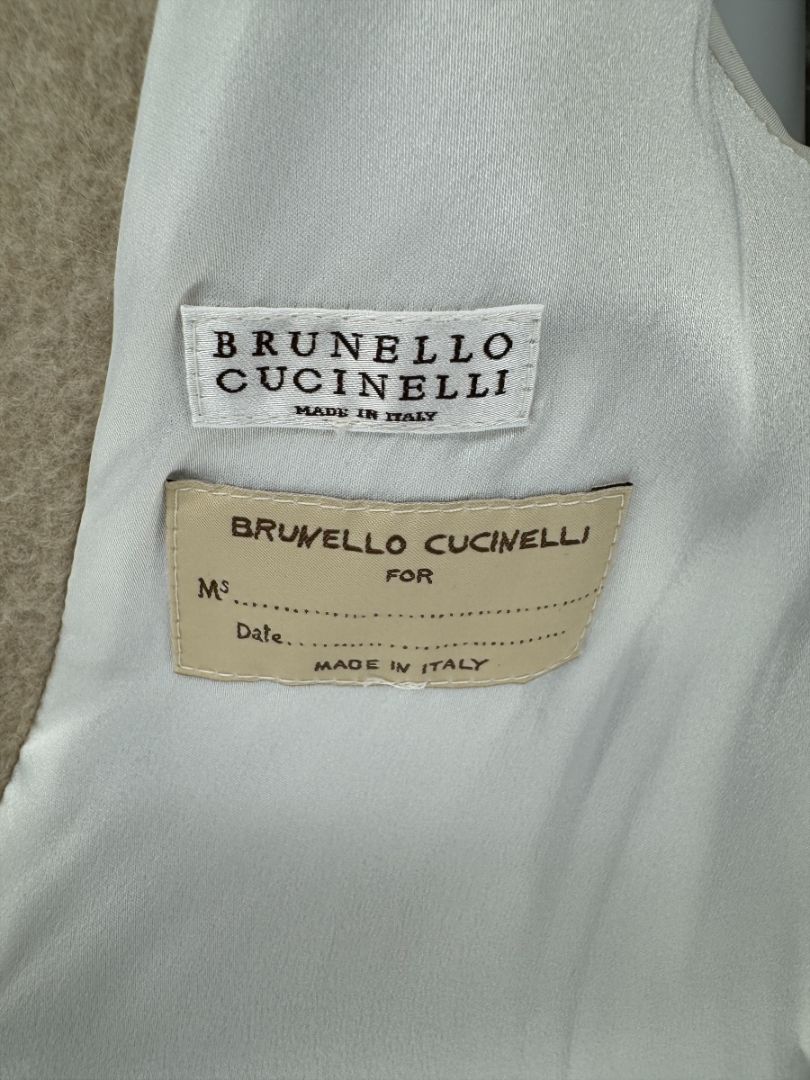 BRUNELLO
CUCINELLI
MADE IN ITALY
BRUNELLO CUCINELLI
FOR
Ms..............................
Date..............................
MADE IN ITALY